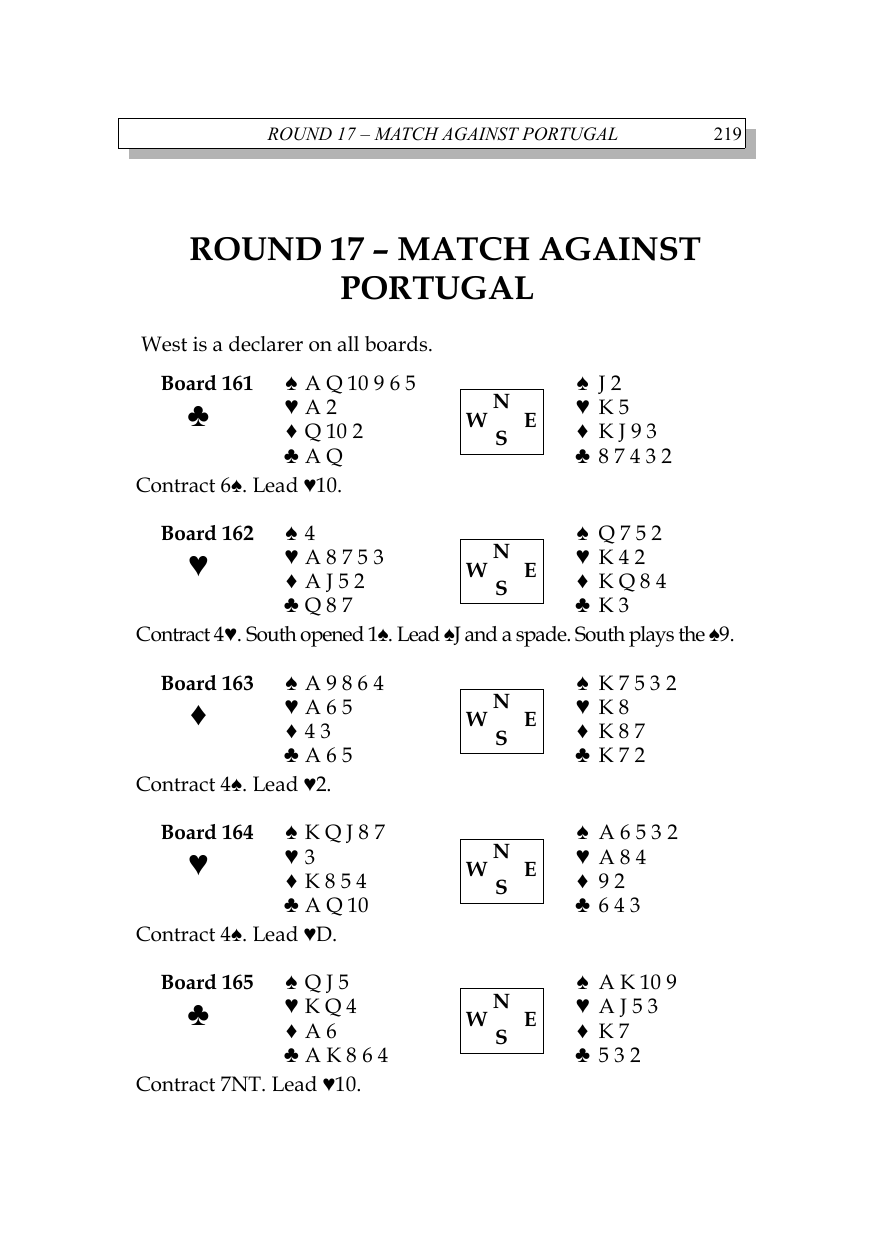 ROUND 17 – MATCH AGAINST PORTUGAL 219
ROUND 17 – MATCH AGAINST
PORTUGAL
West is a declarer on all boards.
Board 161 ♠ A Q 10 9 6 5 N ♠ J 2
♣ ♥ A 2 W E ♥ K 5
♦ Q 10 2 S ♦ K J 9 3
♣ A Q ♣ 8 7 4 3 2
Contract 6♠. Lead ♥10.
Board 162 ♠ 4 N ♠ Q 7 5 2
♥ ♥ A 8 7 5 3 W E ♥ K 4 2
♦ A J 5 2 S ♦ K Q 8 4
♣ Q 8 7 ♣ K 3
Contract 4♥. South opened 1♠. Lead ♠J and a spade. South plays the ♠9.
Board 163 ♠ A 9 8 6 4 N ♠ K 7 5 3 2
♦ ♥ A 6 5 W E ♥ K 8
♦ 4 3 S ♦ K 8 7
♣ A 6 5 ♣ K 7 2
Contract 4♠. Lead ♥2.
Board 164 ♠ K Q J 8 7 N ♠ A 6 5 3 2
♥ ♥ 3 W E ♥ A 8 4
♦ K 8 5 4 S ♦ 9 2
♣ A Q 10 ♣ 6 4 3
Contract 4♠. Lead ♥D.
Board 165 ♠ Q J 5 N ♠ A K 10 9
♣ ♥ K Q 4 W E ♥ A J 5 3
♦ A 6 S ♦ K 7
♣ A K 8 6 4 ♣ 5 3 2
Contract 7NT. Lead ♥10.